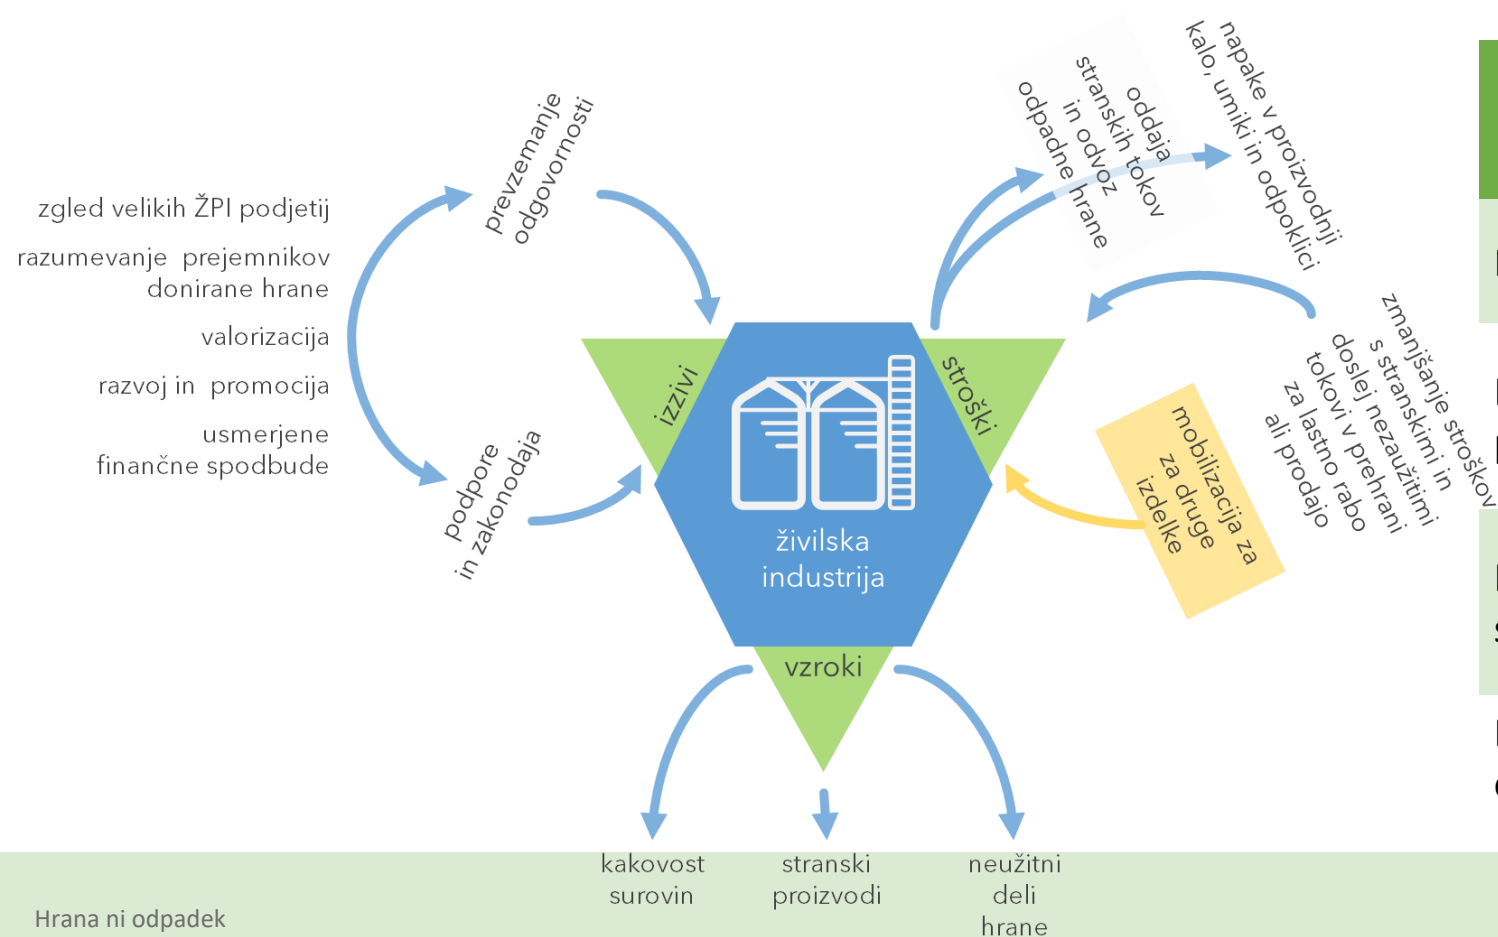 zgled velikih ŽPI podjetij
razumevanje prejemnikov
donirane hrane
valorizacija
razvoj in promocija
usmerjene
finančne spodbude
prevzemanje
odgovornosti
podpore
in zakonodaja
izzivi
stroški
živilska
industrija
vzroki
oddaja
stranskih tokov
in odvoz
odpadne hrane
napake v proizvodnji
kalo, umiki in odpoklici
zmanjšanje stroškov
s stranskimi in
doslej nezaužitimi
tokovi v prehrani
za lastno rabo
ali prodajo
mobilizacija za
za druge
izdelke
kakovost
surovin
stranski
proizvodi
neužitni
deli
hrane
Hrana ni odpadek